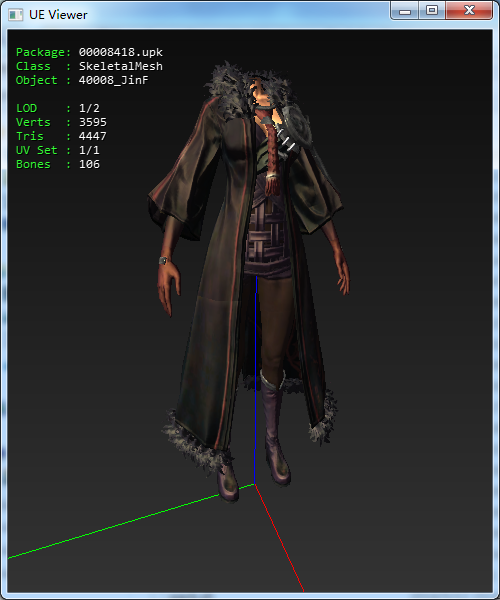 UE Viewer
Package: 00008418.upk
Class : SkeletalMesh
Object : 40008_JinF
LOD : 1/2
Verts : 3595
Tris : 4447
UV Set : 1/1
Bones : 106